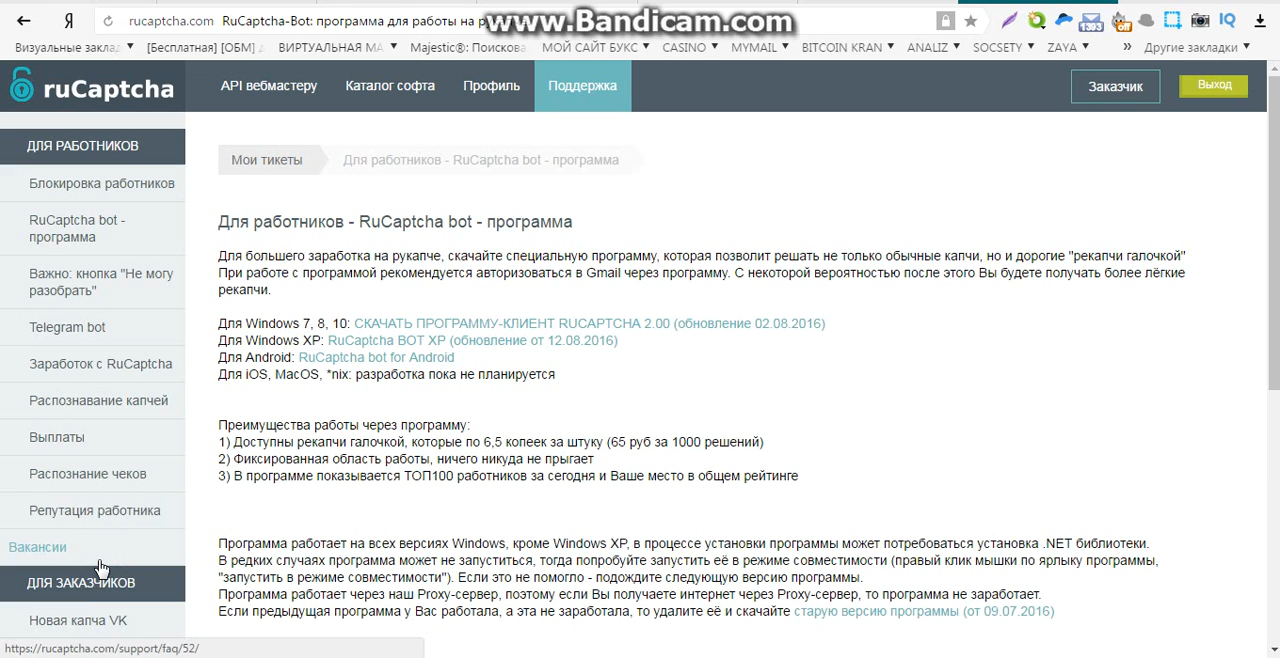 Я
rucaptcha.com RuCaptcha-Bot: программа для работы на
www.Bandicam.com
1393
off
IQ
Визуальные заклад
[Бесплатная] [ОБМ]
ВИРТУАЛЬНАЯ МА
Majestic®: Поискова
МОЙ САЙТ БУКС
CASINO
MYMAIL
BITCOIN KRAN
ANALIZ
SOCSETY
ZAYA
»
Другие закладки
ruCaptcha
API вебмастеру
Каталог софта
Профиль
Поддержка
Заказчик
Выход
ДЛЯ РАБОТНИКОВ
Блокировка работников
RuCaptcha bot -
программа
Важно: кнопка "Не могу
разобрать"
Telegram bot
Заработок с RuCaptcha
Распознавание капчей
Выплаты
Распознание чеков
Репутация работника
Вакансии
ДЛЯ ЗАКАЗЧИКОВ
Новая капча VK
Мои тикеты
Для работников - RuCaptcha bot - программа
Для работников - RuCaptcha bot - программа
Для большего заработка на рукапче, скачайте специальную программу, которая позволит решать не только обычные капчи, но и дорогие "рекапчи галочкой"
При работе с программой рекомендуется авторизоваться в Gmail через программу. С некоторой вероятностью после этого Вы будете получать более лёгкие
рекапчи.
Для Windows 7, 8, 10: СКАЧАТЬ ПРОГРАММУ-КЛИЕНТ RUCAPTCHA 2.00 (обновление 02.08.2016)
Для Windows XP: RuCaptcha BOT XP (обновление от 12.08.2016)
Для Android: RuCaptcha bot for Android
Для iOS, MacOS, *nix: разработка пока не планируется
Преимущества работы через программу:
1) Доступны рекапчи галочкой, которые по 6,5 копеек за штуку (65 руб за 1000 решений)
2) Фиксированная область работы, ничего никуда не прыгает
3) В программе показывается ТОП100 работников за сегодня и Ваше место в общем рейтинге
Программа работает на всех версиях Windows, кроме Windows XP, в процессе установки программы может потребоваться установка .NET библиотеки.
В редких случаях программа может не запуститься, тогда попробуйте запустить её в режиме совместимости (правый клик мышки по ярлыку программы,
"запустить в режиме совместимости"). Если это не помогло - подождите следующую версию программы.
Программа работает через наш Proxy-сервер, поэтому если Вы получаете интернет через Proxy-сервер, то программа не заработает.
Если предыдущая программа у Вас работала, а эта не заработала, то удалите её и скачайте старую версию программы (от 09.07.2016)
https://rucaptcha.com/support/faq/52/